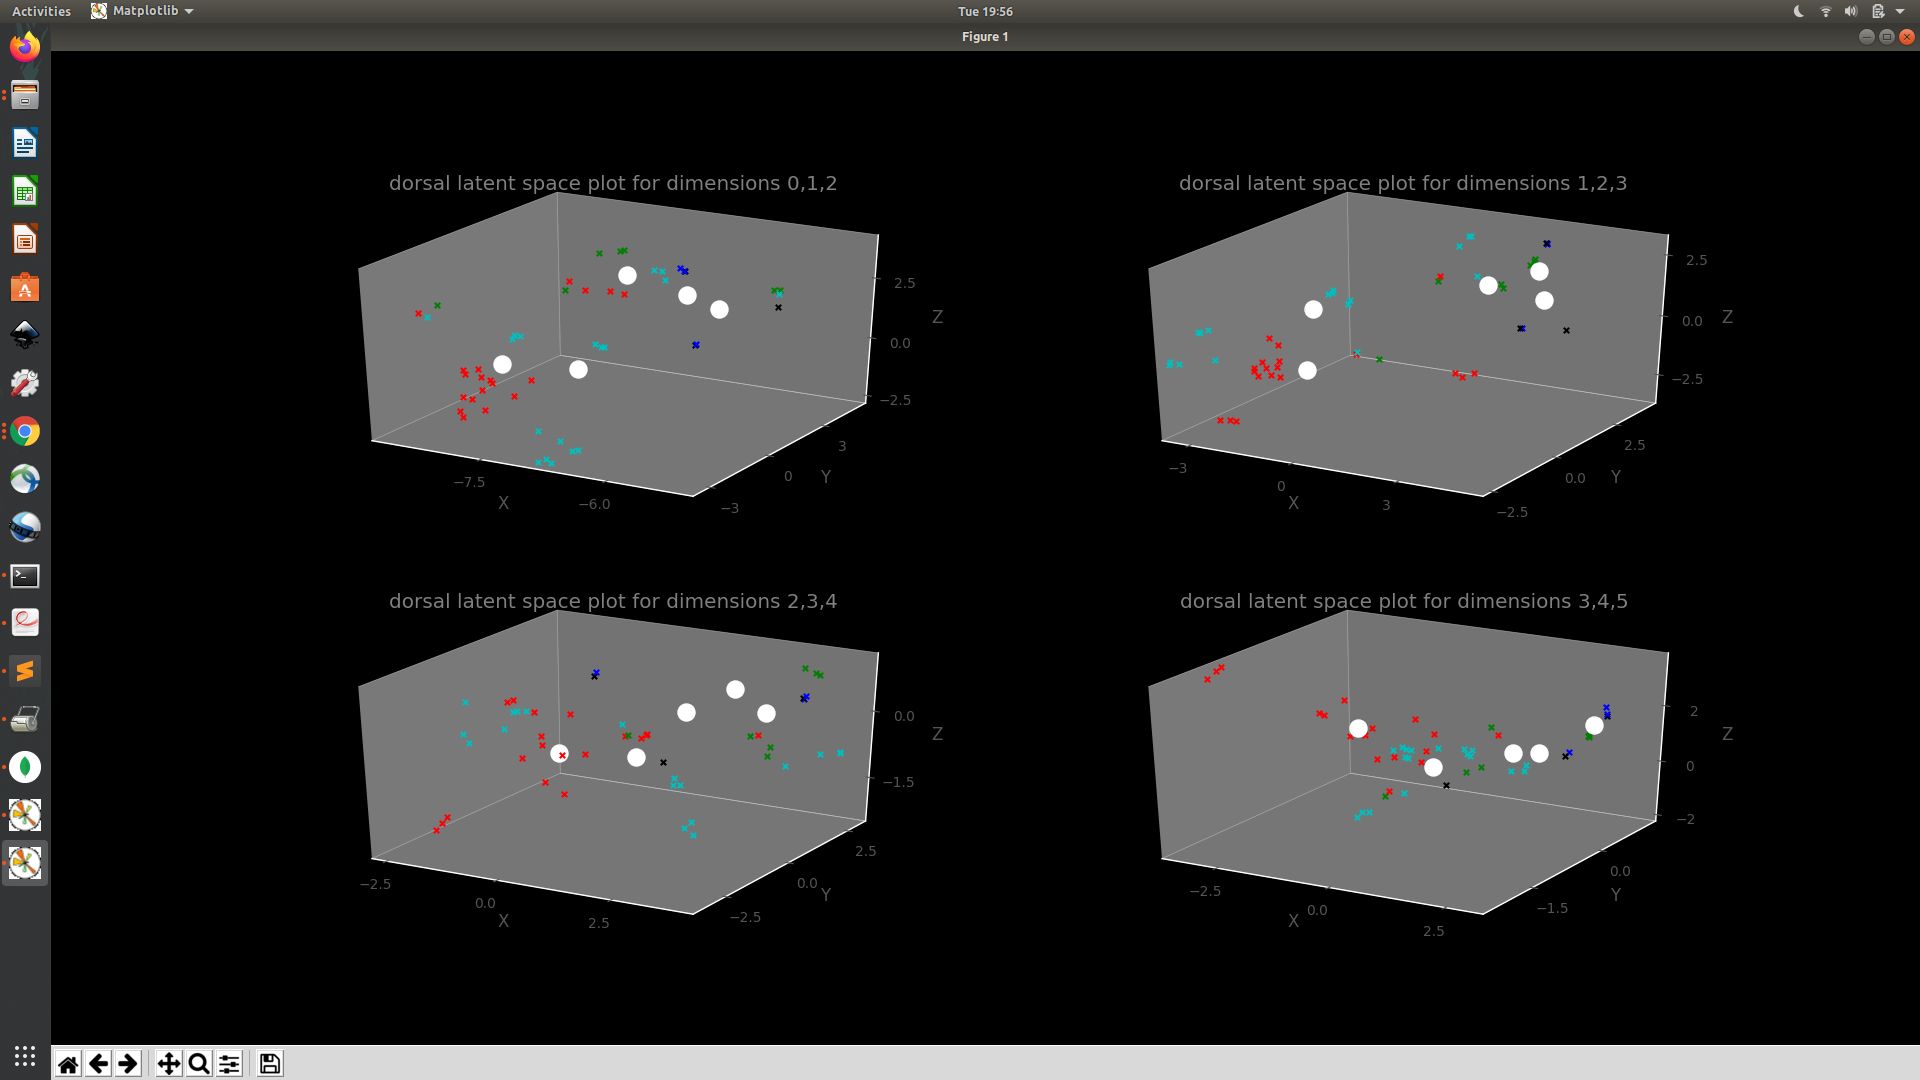 Activities Matplotlib Tue 19:56
Figure 1
dorsal latent space plot for dimensions 0,1,2
2.5
Z
0.0
−2.5
3
0
Y
−3
−7.5
−6.0
X
dorsal latent space plot for dimensions 1,2,3
2.5
0.0
Z
−2.5
2.5
0.0
Y
−2.5
−3
0
X
3
dorsal latent space plot for dimensions 2,3,4
0.0
Z
−1.5
2.5
0.0
Y
−2.5
−2.5
0.0
X
2.5
dorsal latent space plot for dimensions 3,4,5
2
Z
0
−2
0.0
Y
−1.5
−2.5
0.0
X
2.5